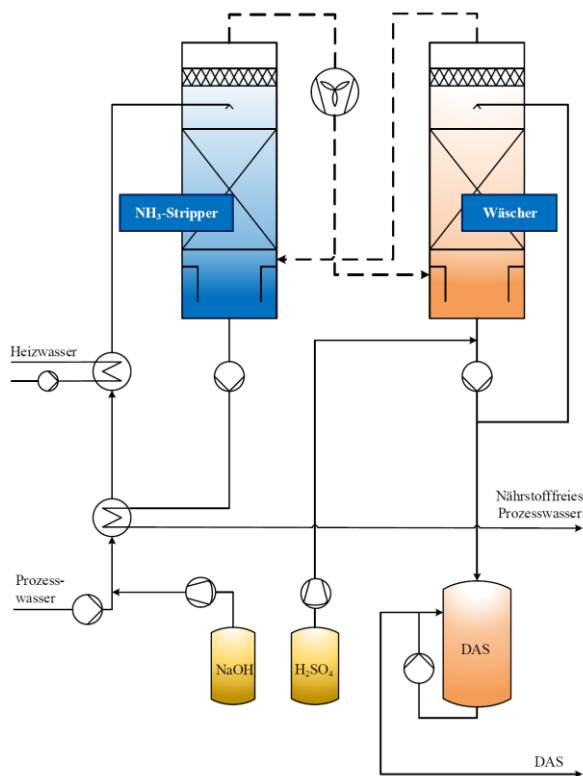 NH₃-Stripper
Wäscher
Heizwasser
Nährstofffreies
Prozesswasser
Prozess-
wasser
NaOH
H₂SO₄
DAS
DAS